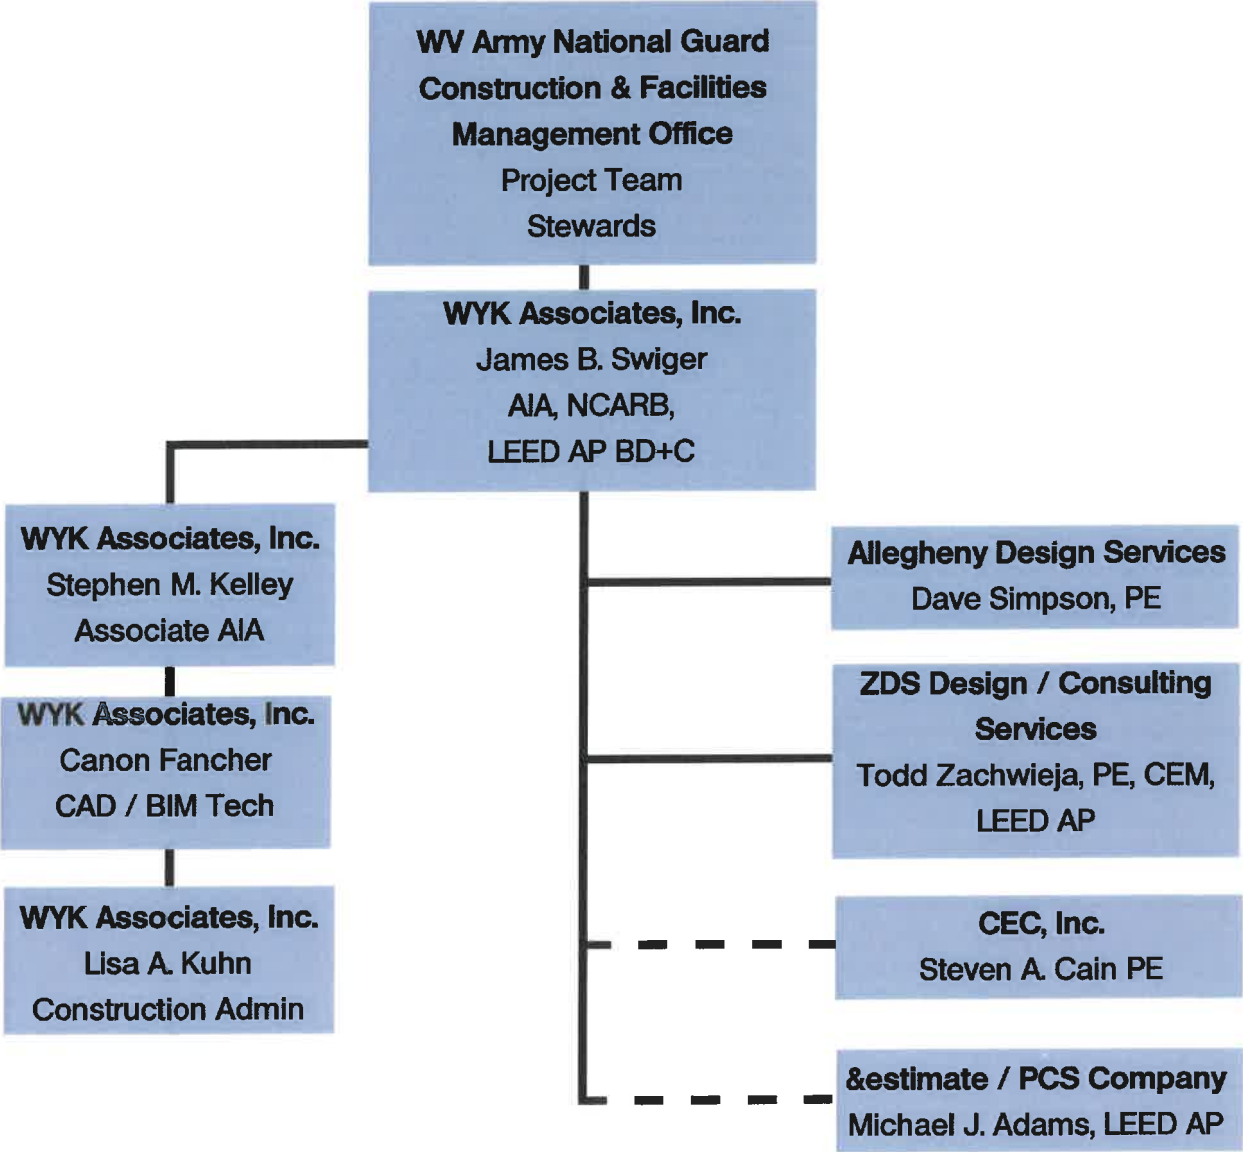 WV Army National Guard
Construction & Facilities
Management Office
Project Team
Stewards
WYK Associates, Inc.
James B. Swiger
AIA, NCARB,
LEED AP BD+C
WYK Associates, Inc.
Stephen M. Kelley
Associate AIA
WYK Associates, Inc.
Canon Fancher
CAD / BIM Tech
WYK Associates, Inc.
Lisa A. Kuhn
Construction Admin
Allegheny Design Services
Dave Simpson, PE
ZDS Design / Consulting
Services
Todd Zachwieja, PE, CEM,
LEED AP
CEC, Inc.
Steven A. Cain PE
&estimate / PCS Company
Michael J. Adams, LEED AP